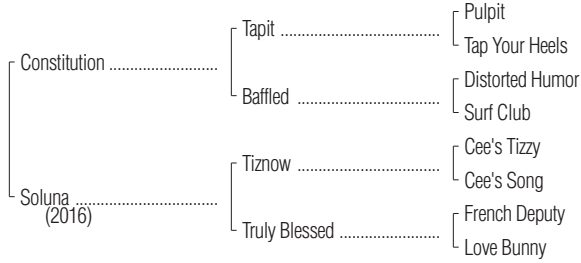 Pulpit
Tapit ..............................
Tap Your Heels
Constitution .........................
Distorted Humor
Baffled ..............................
Surf Club
Cee's Tizzy
Tiznow ..............................
Cee's Song
Soluna ..............................
(2016)
French Deputy
Truly Blessed .......................
Love Bunny